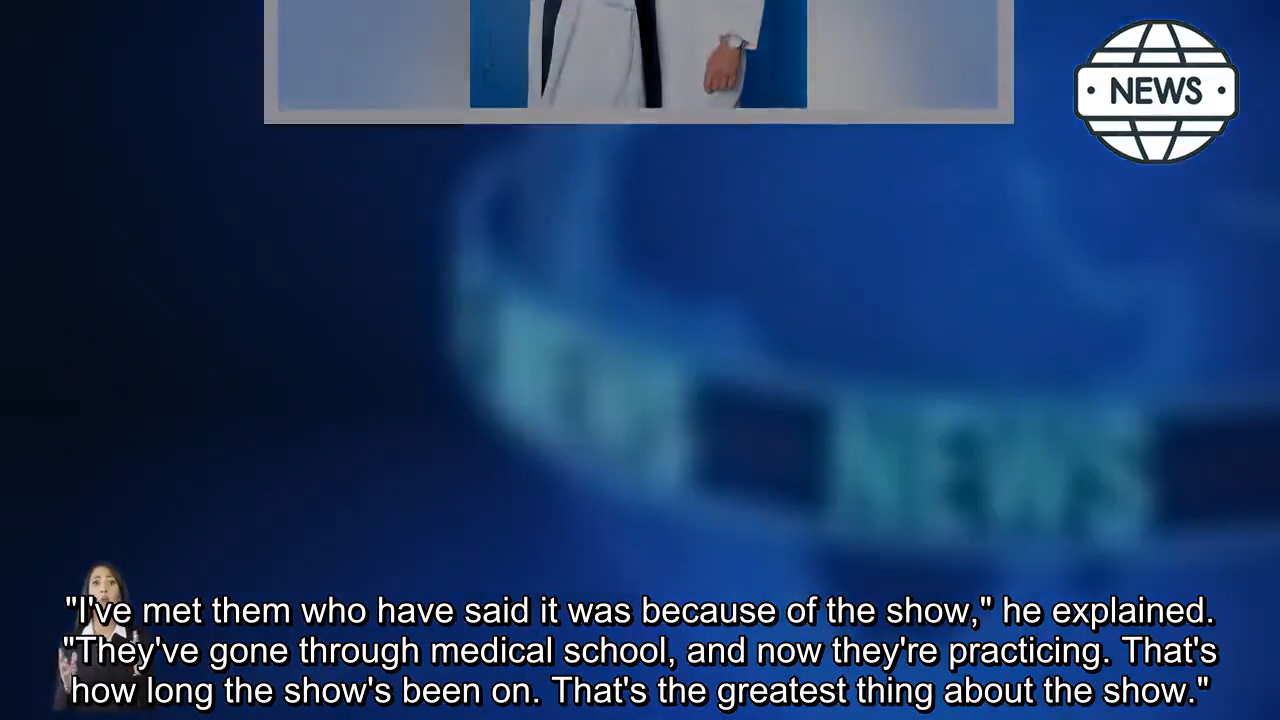 NEWS
NEWS
"I've met them who have said it was because of the show," he explained.
"They've gone through medical school, and now they're practicing. That's
how long the show's been on. That's the greatest thing about the show."